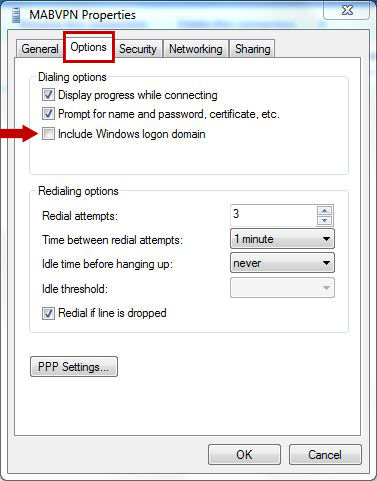 MABVPN Properties
General Options Security Networking Sharing
Dialing options
Display progress while connecting
Prompt for name and password, certificate, etc.
Include Windows logon domain
Redialing options
Redial attempts: 3
Time between redial attempts: 1 minute
Idle time before hanging up: never
Idle threshold:
Redial if line is dropped
PPP Settings...
OK Cancel